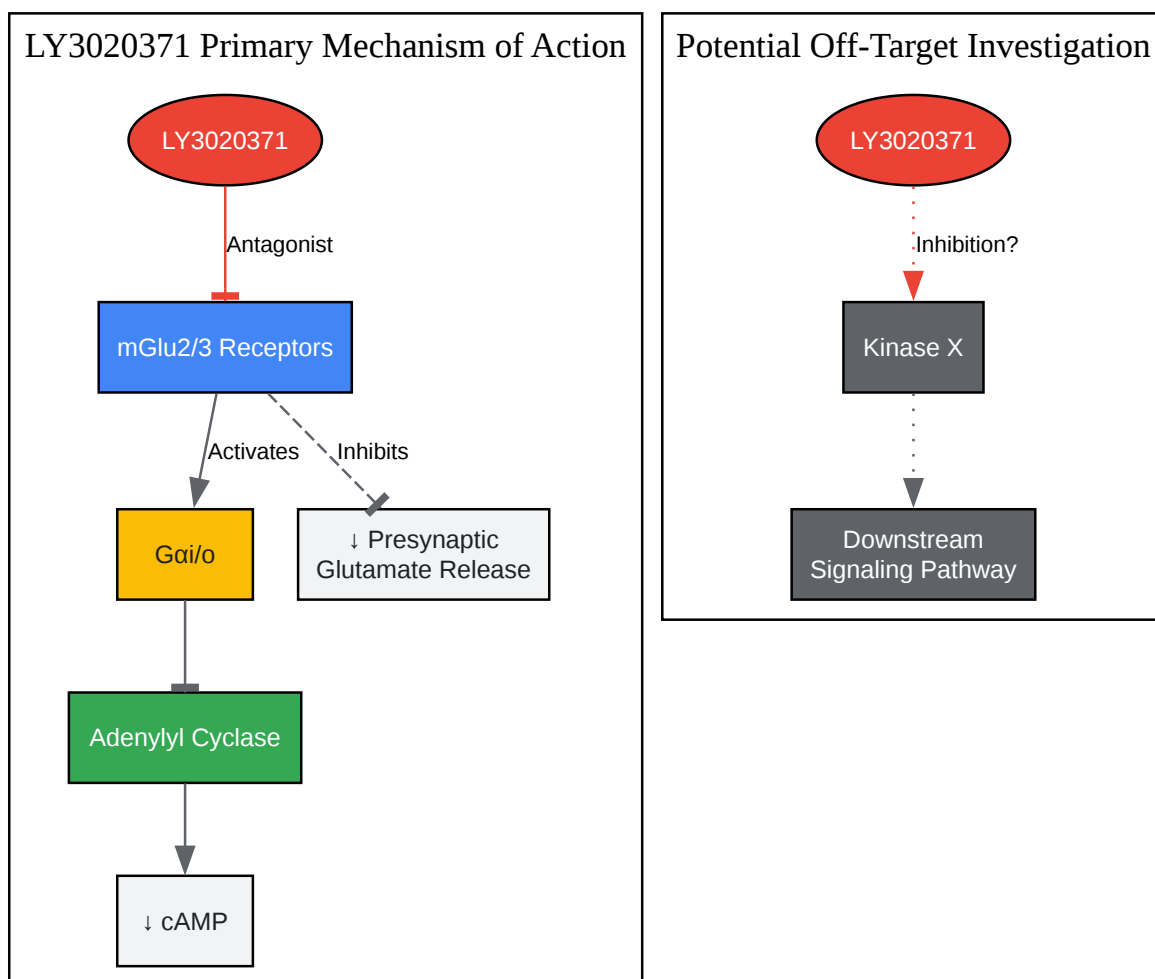 LY3020371 Primary Mechanism of Action
LY3020371
Antagonist
mGlu2/3 Receptors
Activates
Inhibits
Gαi/o
↓ Presynaptic
Glutamate Release
Adenylyl Cyclase
↓ cAMP
Potential Off-Target Investigation
LY3020371
Inhibition?
Kinase X
Downstream
Signaling Pathway